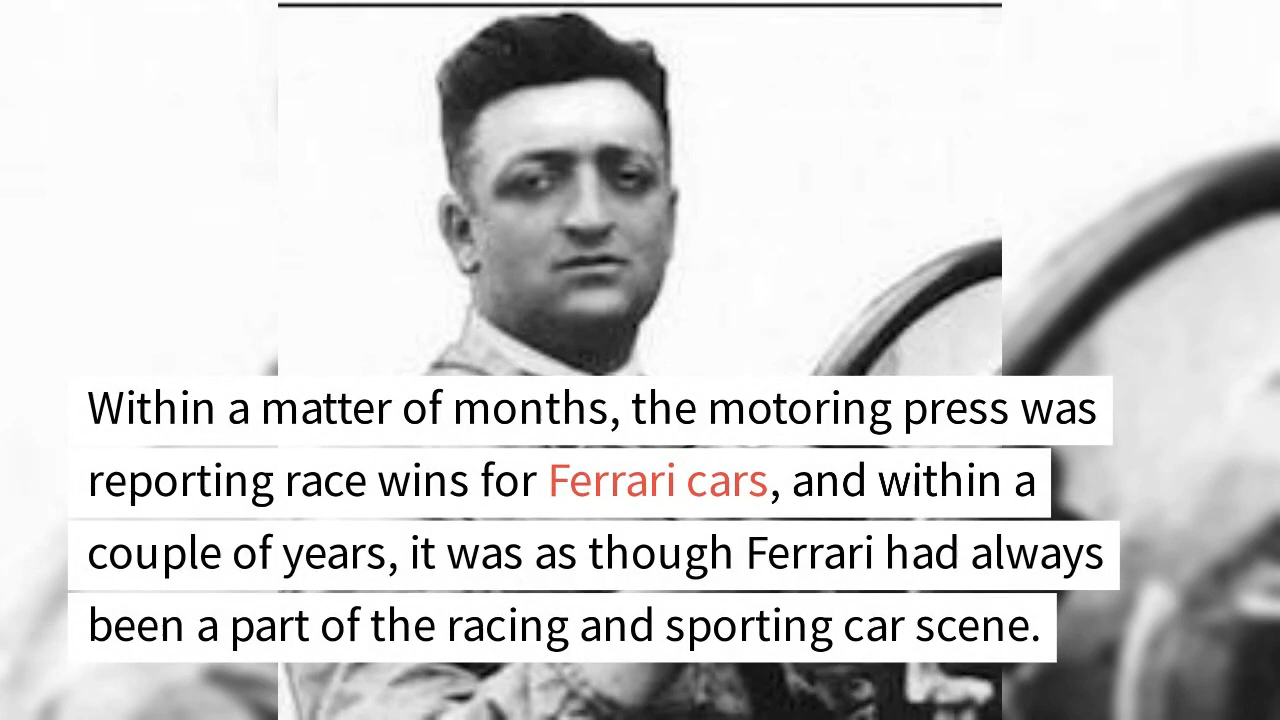 Within a matter of months, the motoring press was
reporting race wins for Ferrari cars, and within a
couple of years, it was as though Ferrari had always
been a part of the racing and sporting car scene.